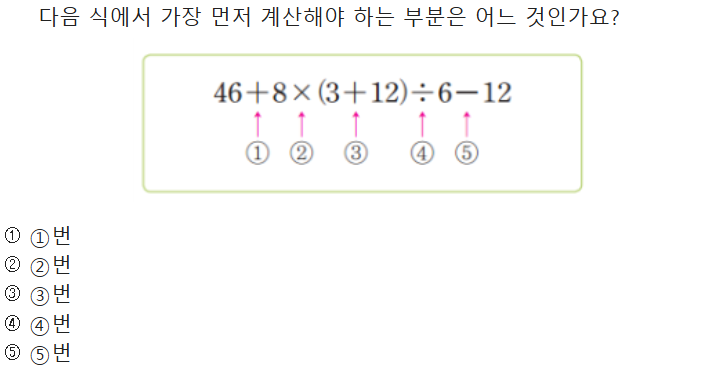 다음 식에서 가장 먼저 계산해야 하는 부분은 어느 것인가요?
46+8×(3+12)÷6−12
① ② ③ ④ ⑤
① ①번
② ②번
③ ③번
④ ④번
⑤ ⑤번